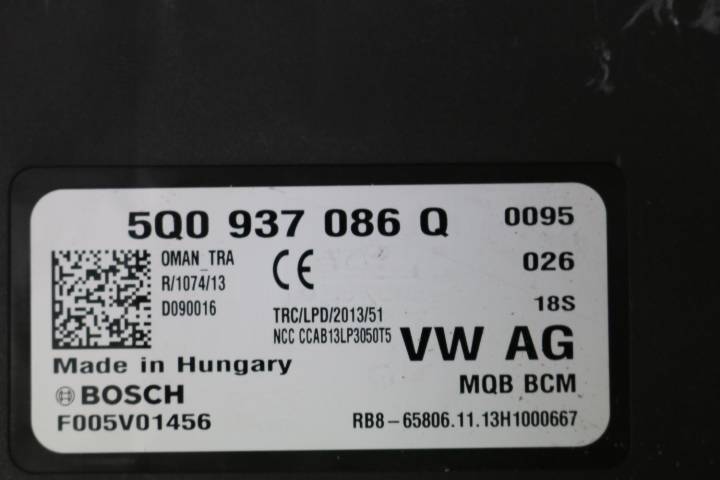 5Q0 937 086 Q 0095
OMAN_TRA
R/1074/13
D090016
CE
026
TRC/LPD/2013/51
NCC CCAB13LP3050T5
18S
VW AG
Made in Hungary
MQB BCM
BOSCH
F005V01456
RB8-65806.11.13H1000667